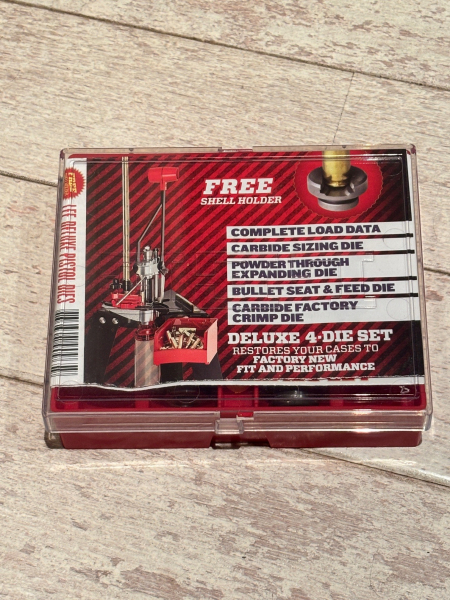 FREE
SHELL HOLDER
COMPLETE LOAD DATA
CARBIDE SIZING DIE
POWDER THROUGH
EXPANDING DIE
BULLET SEAT & FEED DIE
CARBIDE FACTORY
CRIMP DIE
DELUXE 4-DIE SET
RESTORES YOUR CASES TO
FACTORY NEW
FIT AND PERFORMANCE
LEE DELUXE PISTOL DIES